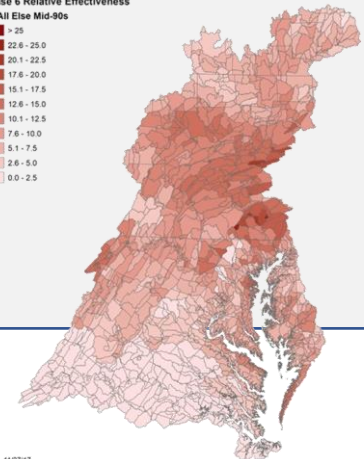 se 6 Relative Effectiveness
All Else Mid-90s
> 25
22.6 - 25.0
20.1 - 22.5
17.6 - 20.0
15.1 - 17.5
12.6 - 15.0
10.1 - 12.5
7.6 - 10.0
5.1 - 7.5
2.6 - 5.0
0.0 - 2.5